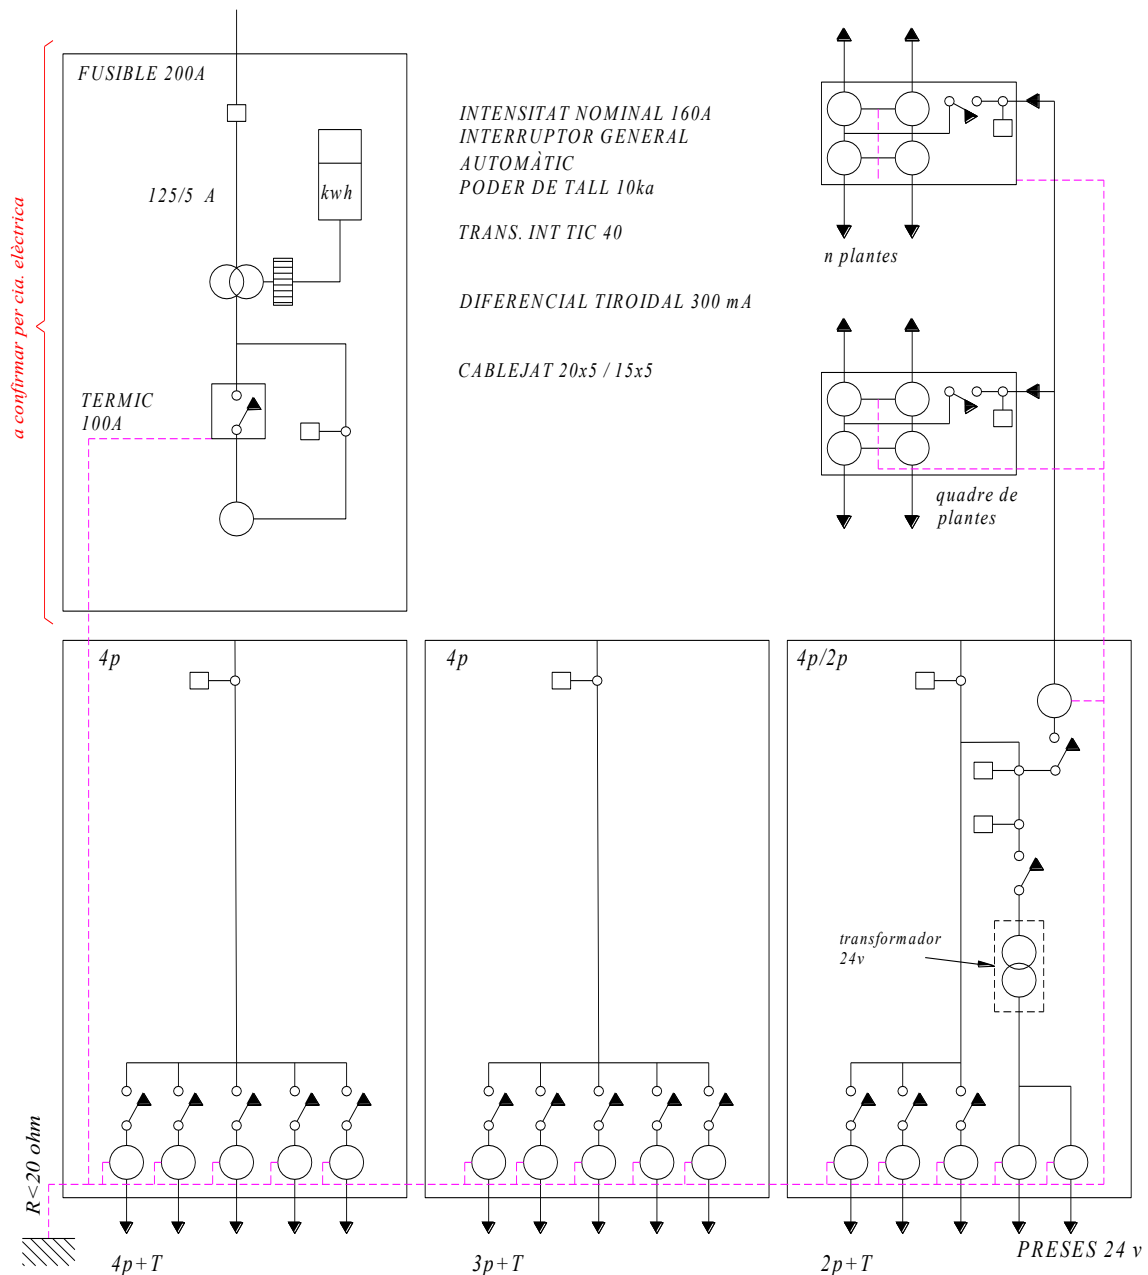 a confirmar per cia. elèctrica
FUSIBLE 200A
125/5 A
kwh
TERMIC
100A
INTENSITAT NOMINAL 160A
INTERRUPTOR GENERAL
AUTOMÀTIC
PODER DE TALL 10ka
TRANS. INT TIC 40
DIFERENCIAL TIROIDAL 300 mA
CABLEJAT 20x5 / 15x5
n plantes
quadre de
plantes
4p
4p
4p/2p
transformador
24v
R<20 ohm
4p+T
3p+T
2p+T
PRESES 24 v